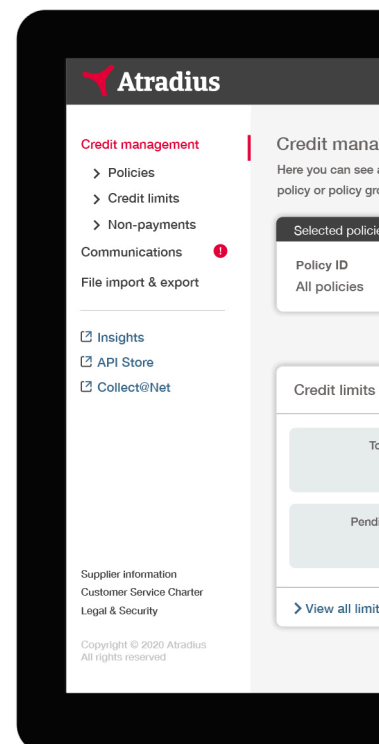 Atradius
Credit management
Policies
Credit limits
Non-payments
Communications
!
File import & export
Insights
API Store
Collect@Net
Supplier information
Customer Service Charter
Legal & Security
Copyright © 2020 Atradius
All rights reserved
Credit mana
Here you can see a
policy or policy gro
Selected policie
Policy ID
All policies
Credit limits
To
Pendi
View all limit